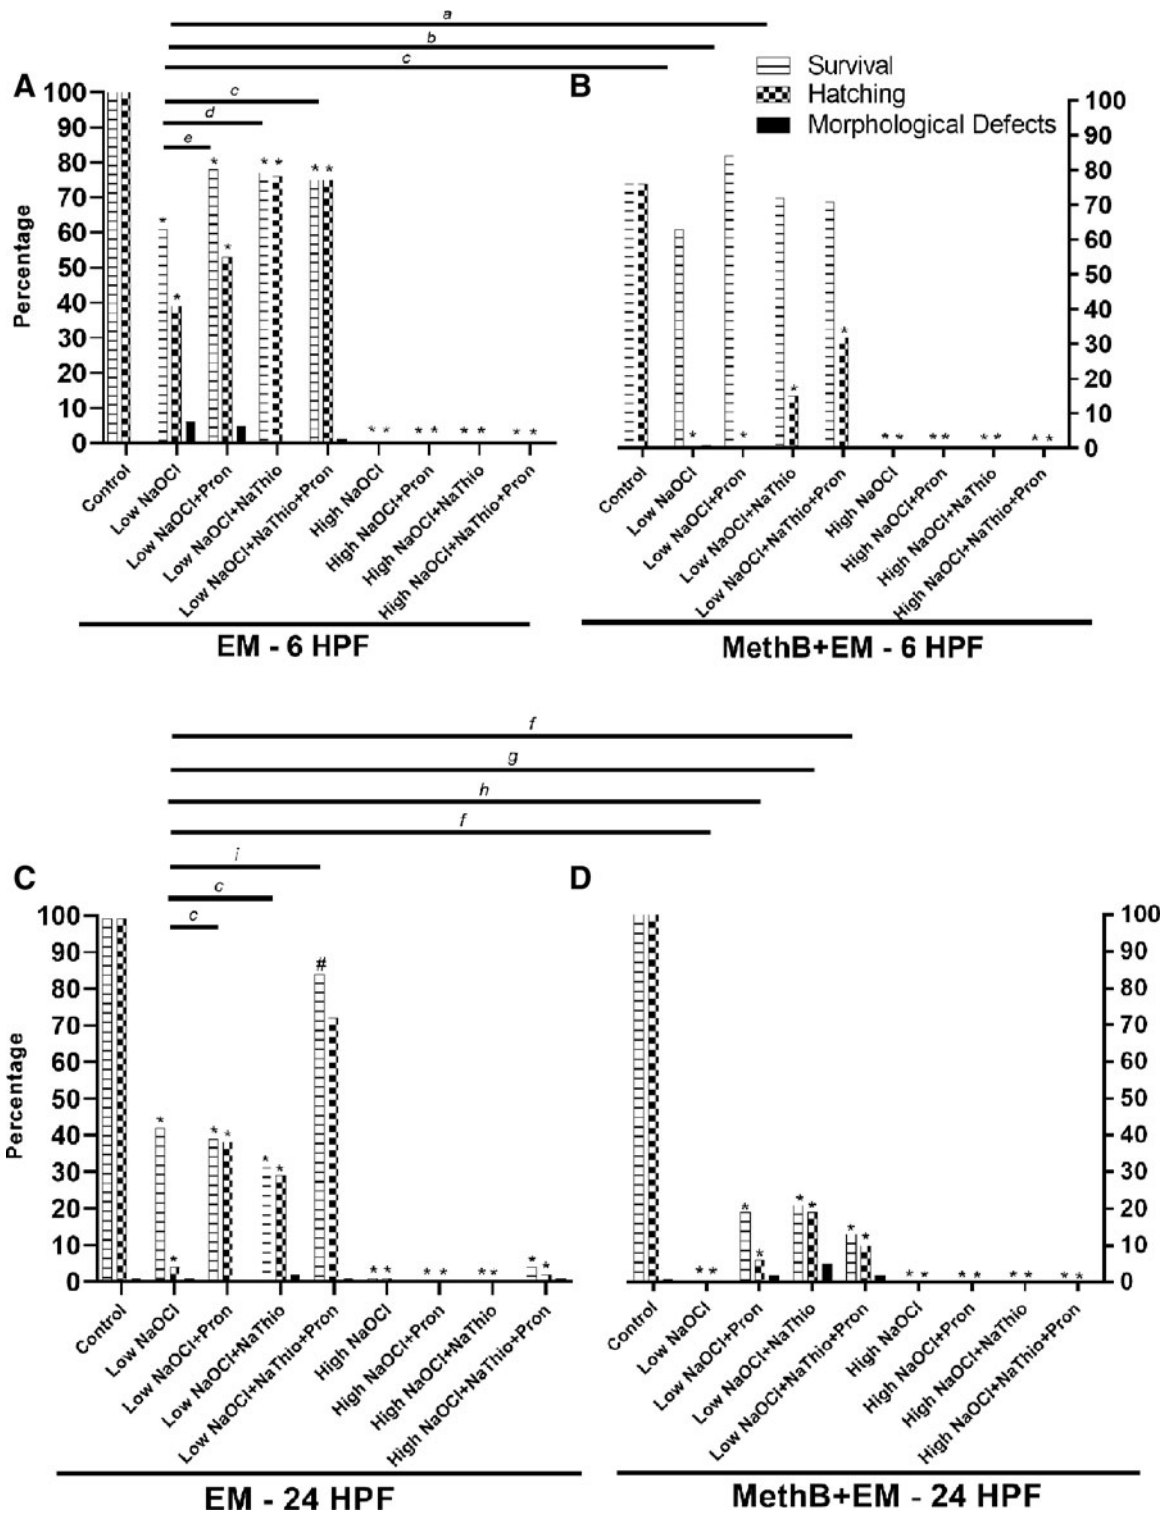 a
b
c
A
B
Survival
Hatching
Morphological Defects
c
d
e
Percentage
100
90
80
70
60
50
40
30
20
10
0
* * * * * * * * * * * * * * * *
Control
Low NaOCl
Low NaOCl+Pron
Low NaOCl+NaThio
Low NaOCl+NaThio+Pron
High NaOCl
High NaOCl+Pron
High NaOCl+NaThio
High NaOCl+NaThio+Pron
EM - 6 HPF
100
90
80
70
60
50
40
30
20
10
0
* * * * * * * * * * * *
Control
Low NaOCl
Low NaOCl+Pron
Low NaOCl+NaThio
Low NaOCl+NaThio+Pron
High NaOCl
High NaOCl+Pron
High NaOCl+NaThio
High NaOCl+NaThio+Pron
MethB+EM - 6 HPF
f
g
h
f
i
c
c
C
D
Percentage
100
90
80
70
60
50
40
30
20
10
0
* * * * * * # * * * * * * * *
Control
Low NaOCl
Low NaOCl+Pron
Low NaOCl+NaThio
Low NaOCl+NaThio+Pron
High NaOCl
High NaOCl+Pron
High NaOCl+NaThio
High NaOCl+NaThio+Pron
EM - 24 HPF
100
90
80
70
60
50
40
30
20
10
0
* * * * * * * * * * * * * * * *
Control
Low NaOCl
Low NaOCl+Pron
Low NaOCl+NaThio
Low NaOCl+NaThio+Pron
High NaOCl
High NaOCl+Pron
High NaOCl+NaThio
High NaOCl+NaThio+Pron
MethB+EM - 24 HPF